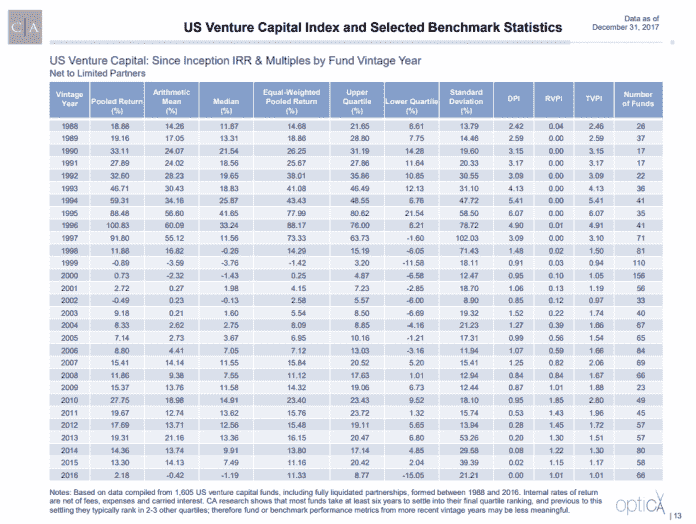 C A
US Venture Capital Index and Selected Benchmark Statistics
Data as of
December 31, 2017
US Venture Capital: Since Inception IRR & Multiples by Fund Vintage Year
Net to Limited Partners
Vintage Year Pooled Return (%) Arithmetic Mean (%) Median (%) Equal-Weighted Pooled Return (%) Upper Quartile (%) Lower Quartile (%) Standard Deviation (%) DPI RVPI TVPI Number of Funds
1988 18.88 14.26 11.87 14.68 21.65 6.61 13.79 2.42 0.04 2.46 26
1989 19.16 17.05 13.31 18.86 28.80 7.75 14.46 2.59 0.00 2.59 37
1990 33.11 24.07 21.54 26.25 31.19 14.28 19.60 3.15 0.00 3.15 17
1991 27.89 24.02 18.56 25.67 27.86 11.64 20.33 3.17 0.00 3.17 17
1992 32.60 28.23 19.65 38.01 35.86 10.85 30.55 3.09 0.00 3.09 22
1993 46.71 30.43 18.83 41.08 46.49 12.13 31.10 4.13 0.00 4.13 36
1994 59.31 34.16 25.87 43.43 48.55 6.76 47.72 5.41 0.00 5.41 41
1995 88.48 56.60 41.65 77.99 80.62 21.54 58.50 6.07 0.00 6.07 35
1996 100.83 60.09 33.24 88.17 76.00 6.21 78.72 4.90 0.01 4.91 41
1997 91.80 55.12 11.56 73.33 63.73 -1.60 102.03 3.09 0.00 3.10 71
1998 11.88 16.82 -0.26 14.29 15.19 -6.05 71.43 1.48 0.02 1.50 81
1999 -0.89 -3.59 -3.76 -1.42 3.20 -11.58 18.11 0.91 0.03 0.94 110
2000 0.73 -2.32 -1.43 0.25 4.87 -6.58 12.47 0.95 0.10 1.05 156
2001 2.72 0.27 1.98 4.15 7.23 -2.85 18.70 1.06 0.13 1.19 56
2002 -0.49 0.23 -0.13 2.58 5.57 -6.00 8.90 0.85 0.12 0.97 33
2003 9.18 0.21 1.60 5.54 8.50 -6.69 19.32 1.52 0.22 1.74 40
2004 8.33 2.62 2.75 8.09 8.85 -4.16 21.23 1.27 0.39 1.66 67
2005 7.14 2.73 3.67 6.95 10.16 -1.21 17.31 0.99 0.56 1.54 65
2006 8.80 4.41 7.05 7.12 13.03 -3.16 11.94 1.07 0.59 1.66 84
2007 15.41 14.14 11.55 15.84 20.52 5.20 15.41 1.25 0.82 2.06 69
2008 11.86 9.38 7.55 11.12 17.63 1.01 12.94 0.84 0.84 1.67 66
2009 15.37 13.76 11.58 14.32 19.06 6.73 12.44 0.87 1.01 1.88 23
2010 27.75 18.98 14.91 23.40 23.43 9.52 18.10 0.95 1.85 2.80 49
2011 19.67 12.74 13.62 15.76 23.72 1.32 15.74 0.53 1.43 1.96 45
2012 17.69 13.71 12.56 15.48 19.11 5.65 13.94 0.28 1.45 1.72 57
2013 19.31 21.16 13.36 16.15 20.47 6.80 53.26 0.20 1.30 1.51 57
2014 14.36 13.74 9.91 13.80 17.14 4.85 29.58 0.08 1.22 1.30 80
2015 13.30 14.13 7.49 11.16 20.42 2.04 39.39 0.02 1.15 1.17 58
2016 2.18 -0.42 -1.19 11.33 8.77 -15.05 21.21 0.00 1.01 1.01 66
Notes: Based on data compiled from 1,605 US venture capital funds, including fully liquidated partnerships, formed between 1988 and 2016. Internal rates of return
are net of fees, expenses and carried interest. CA research shows that most funds take at least six years to settle into their final quartile ranking, and previous to this
settling they typically rank in 2-3 other quartiles; therefore fund or benchmark performance metrics from more recent vintage years may be less meaningful.
opticA
| 13